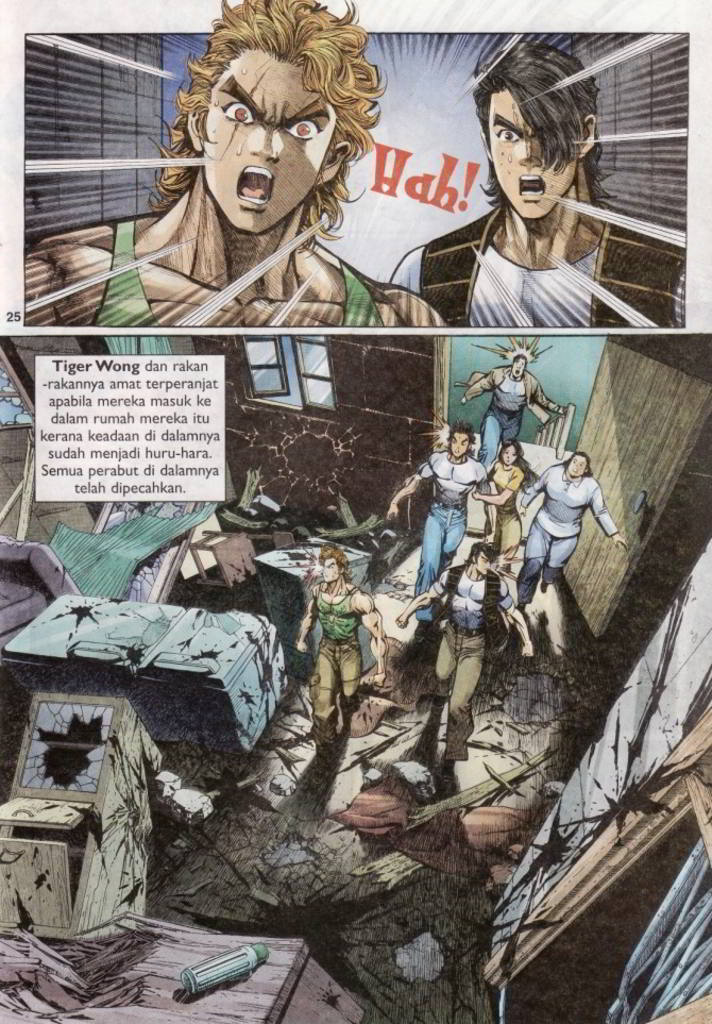 Hah!
25
Tiger Wong dan rakan
-rakannya amat terperanjat
apabila mereka masuk ke
dalam rumah mereka itu
kerana keadaan di dalamnya
sudah menjadi huru-hara.
Semua perabut di dalamnya
telah dipecahkan.